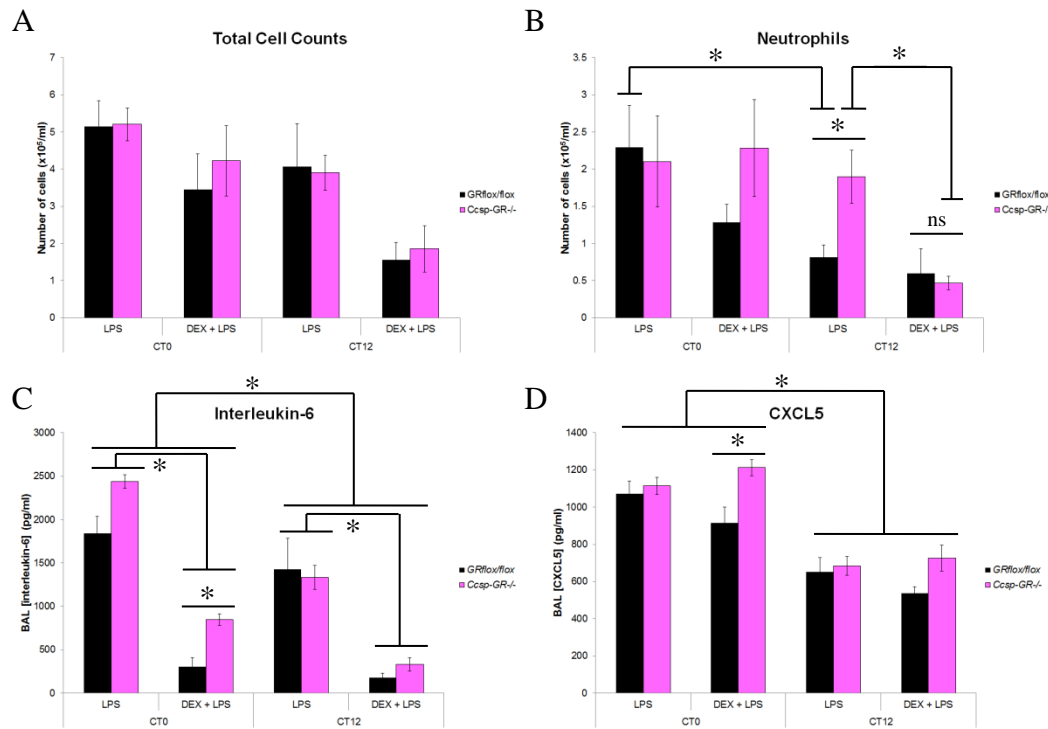 A
Total Cell Counts
Number of cells (x10⁵/ml)
7
6
5
4
3
2
1
0
LPS
DEX + LPS
LPS
DEX + LPS
CT0
CT12
GRflox/flox
Ccsp-GR-/-
B
Neutrophils
Number of cells (x10⁵/ml)
3.5
3
2.5
2
1.5
1
0.5
0
*
*
*
ns
LPS
DEX + LPS
LPS
DEX + LPS
CT0
CT12
GRflox/flox
Ccsp-GR-/-
C
Interleukin-6
BAL [interleukin-6] (pg/ml)
3000
2500
2000
1500
1000
500
0
*
*
*
*
LPS
DEX + LPS
LPS
DEX + LPS
CT0
CT12
GRflox/flox
Ccsp-GR-/-
D
CXCL5
BAL [CXCL5] (pg/ml)
1400
1200
1000
800
600
400
200
0
*
*
LPS
DEX + LPS
LPS
DEX + LPS
CT0
CT12
GRflox/flox
Ccsp-GR-/-